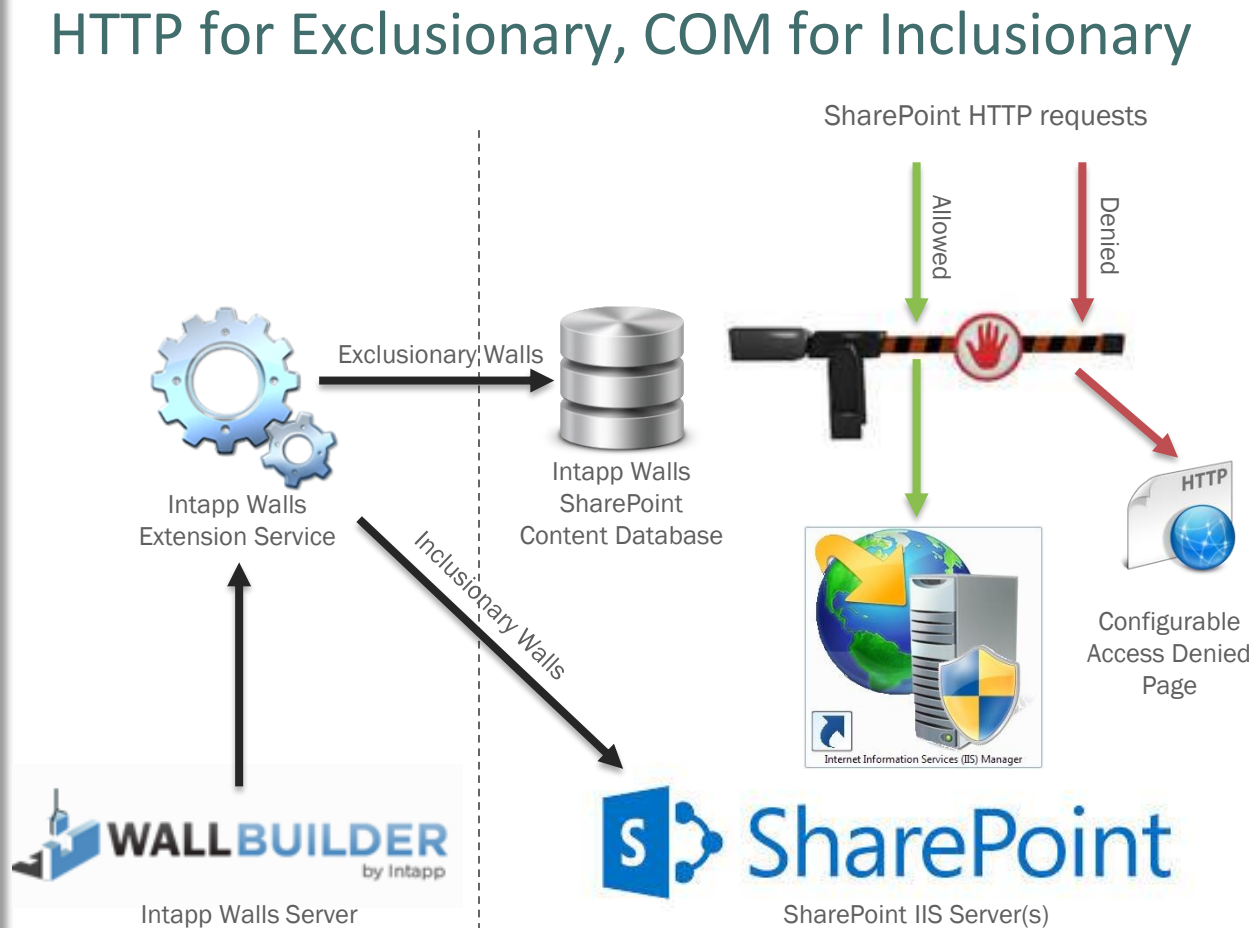 HTTP for Exclusionary, COM for Inclusionary
SharePoint HTTP requests
Allowed
Denied
Exclusionary Walls
Intapp Walls
Extension Service
Intapp Walls
SharePoint
Content Database
HTTP
Configurable
Access Denied
Page
Inclusionary Walls
Internet Information Services (IIS) Manager
WALLBUILDER
by Intapp
Intapp Walls Server
S
SharePoint
SharePoint IIS Server(s)